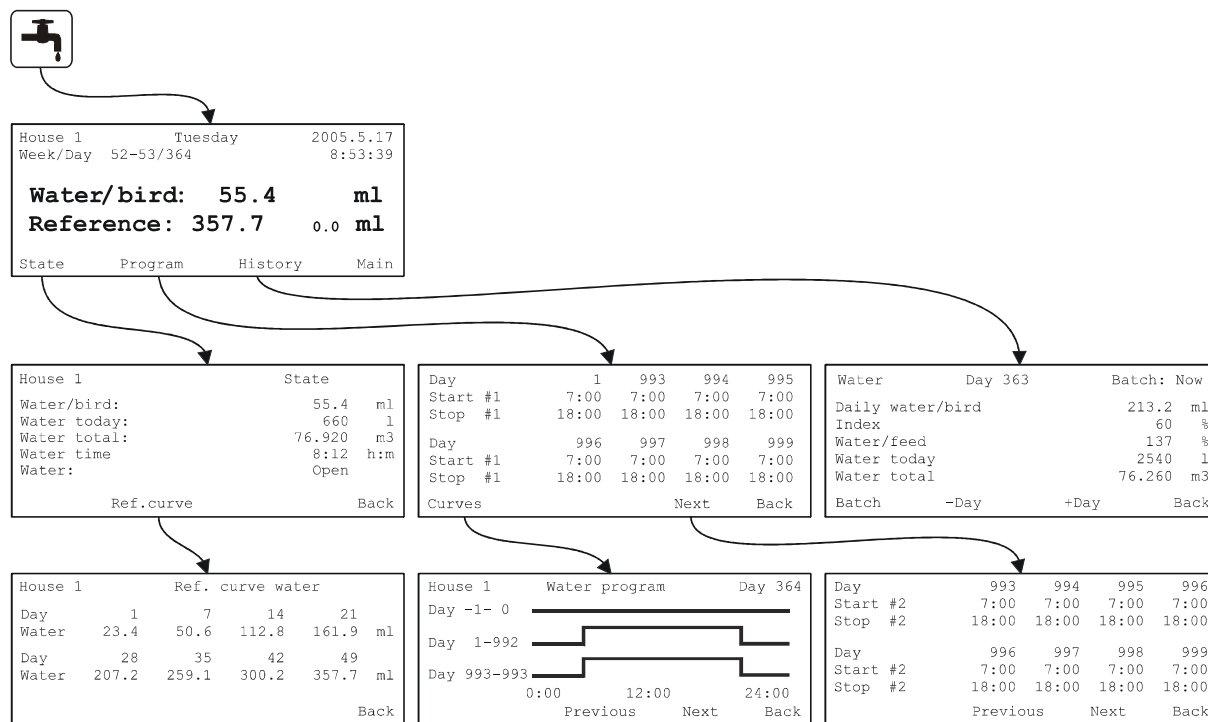 House 1 Tuesday 2005.5.17
Week/Day 52-53/364 8:53:39
Water/bird: 55.4 ml
Reference: 357.7 0.0 ml
State Program History Main
House 1 State
Water/bird: 55.4 ml
Water today: 660 l
Water total: 76.920 m3
Water time 8:12 h:m
Water: Open
Ref.curve Back
Day 1 993 994 995
Start #1 7:00 7:00 7:00 7:00
Stop #1 18:00 18:00 18:00 18:00
Day 996 997 998 999
Start #1 7:00 7:00 7:00 7:00
Stop #1 18:00 18:00 18:00 18:00
Curves Next Back
Water Day 363 Batch: Now
Daily water/bird 213.2 ml
Index 60 %
Water/feed 137 %
Water today 2540 l
Water total 76.260 m3
Batch -Day +Day Back
House 1 Ref. curve water
Day 1 7 14 21
Water 23.4 50.6 112.8 161.9 ml
Day 28 35 42 49
Water 207.2 259.1 300.2 357.7 ml
Back
House 1 Water program Day 364
Day -1- 0
Day 1-992
Day 993-993
0:00 12:00 24:00
Previous Next Back
Day 993 994 995 996
Start #2 7:00 7:00 7:00 7:00
Stop #2 18:00 18:00 18:00 18:00
Day 996 997 998 999
Start #2 7:00 7:00 7:00 7:00
Stop #2 18:00 18:00 18:00 18:00
Previous Next Back